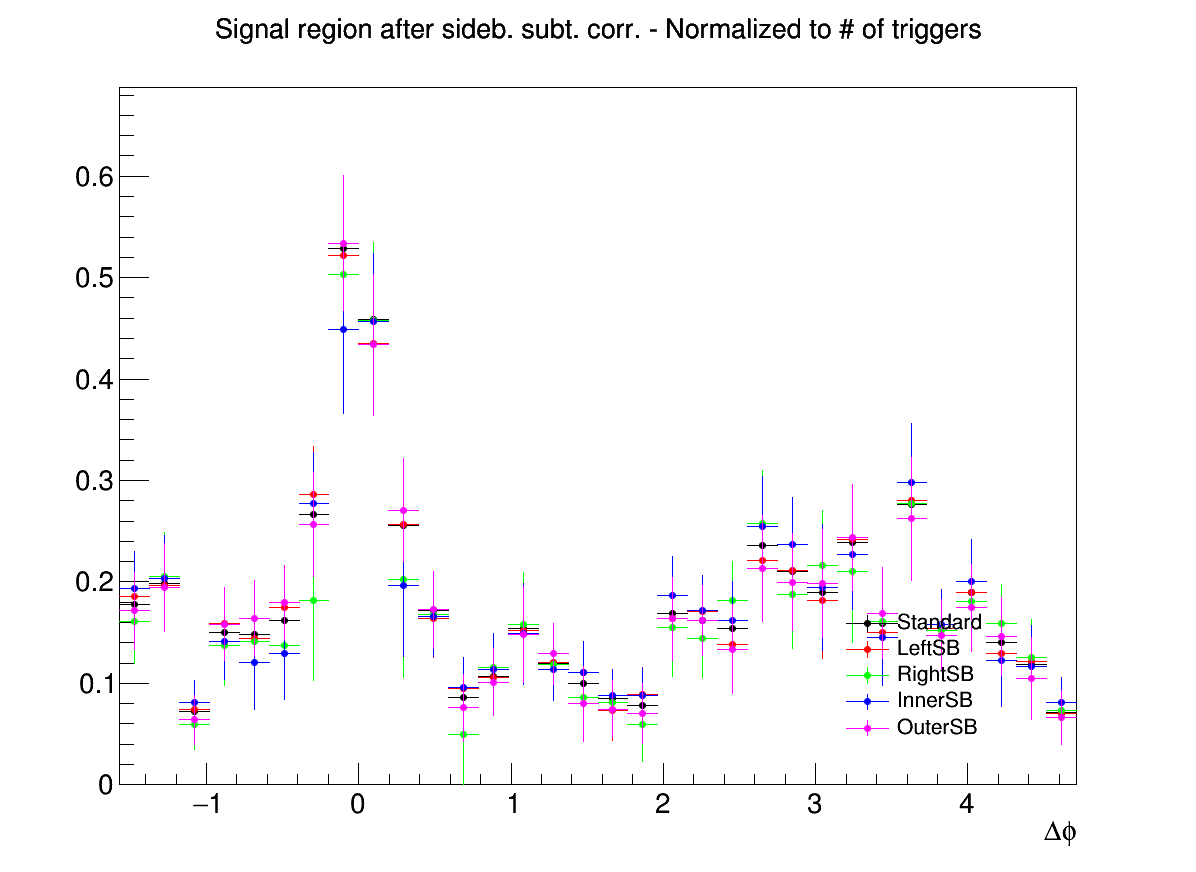 Signal region after sideb. subt. corr. - Normalized to # of triggers
0.6
0.5
0.4
0.3
0.2
0.1
0
Standard
LeftSB
RightSB
InnerSB
OuterSB
−1 0 1 2 3 4
Δϕ